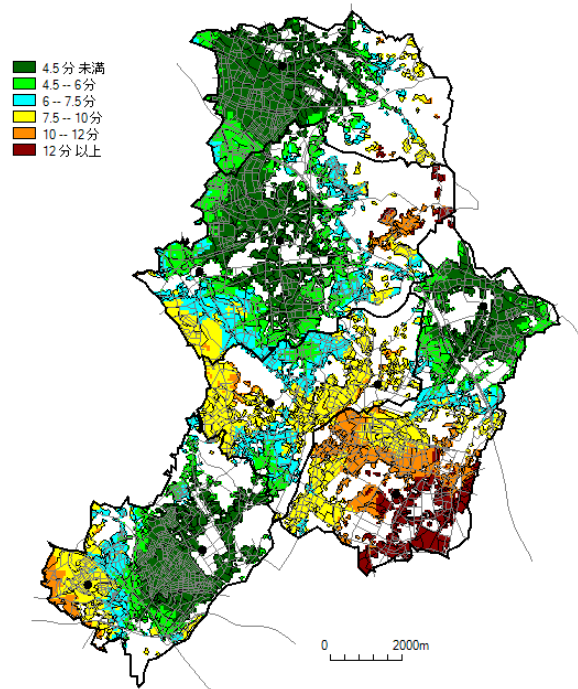 4.5分 未満
4.5 -- 6分
6 -- 7.5分
7.5 -- 10分
10 -- 12分
12分 以上
0 2000m